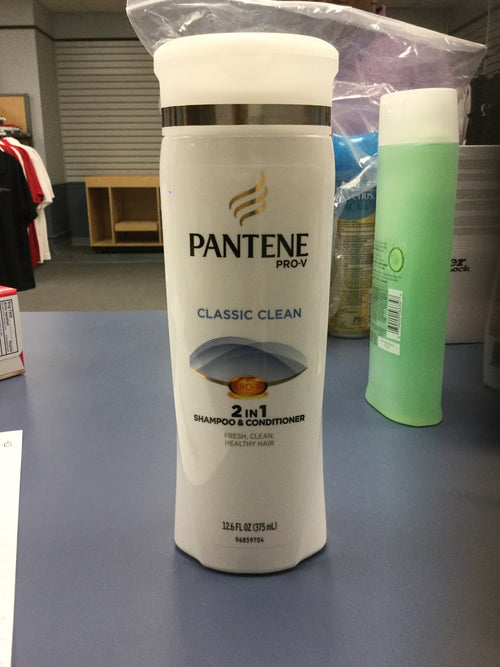 PANTENE
PRO-V
CLASSIC CLEAN
PRO-V
2 IN 1
SHAMPOO & CONDITIONER
FRESH, CLEAN,
HEALTHY HAIR
12.6 FL OZ (375 mL)
96859704